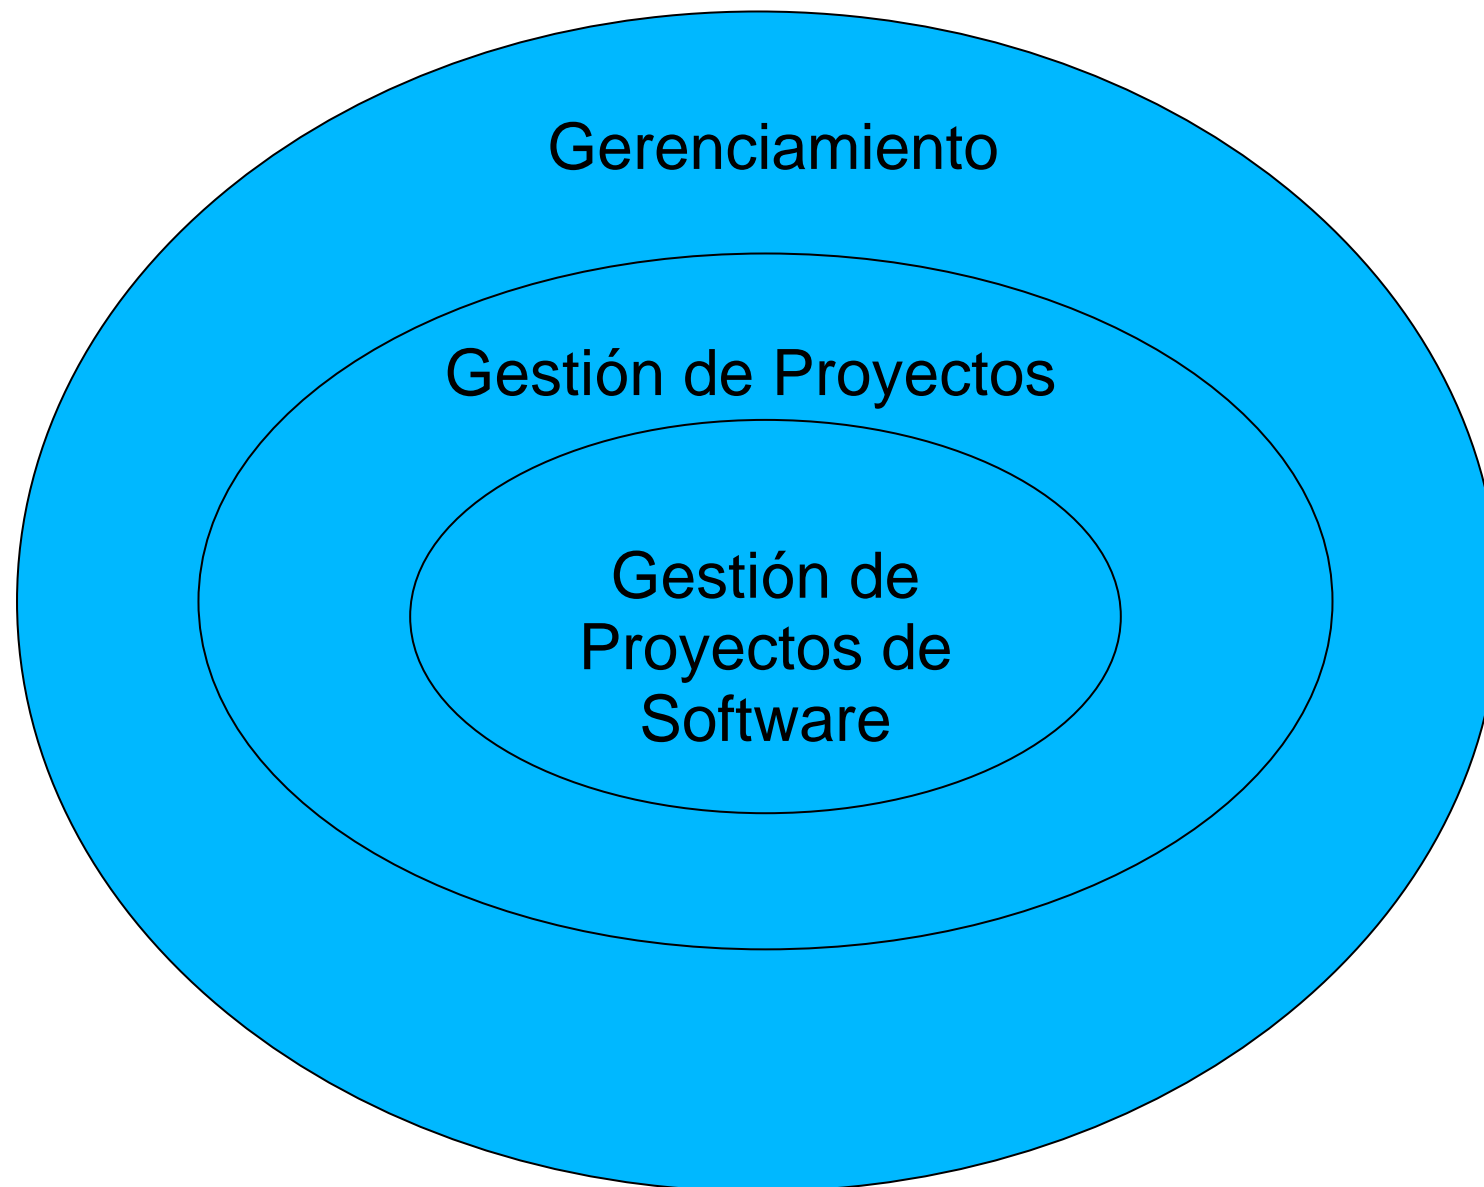 Gerenciamiento
Gestión de Proyectos
Gestión de
Proyectos de
Software